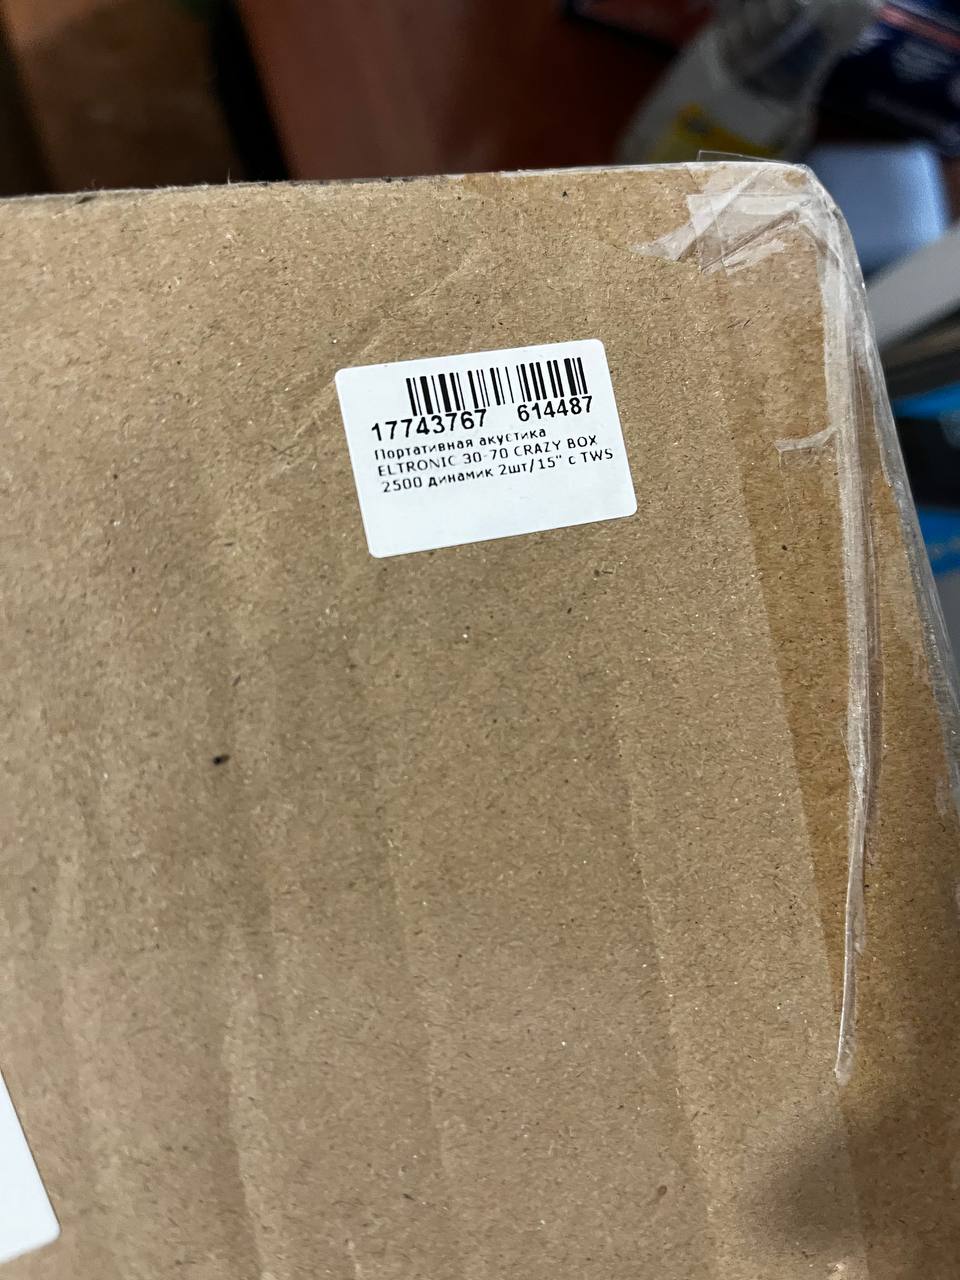 17743767 614487
Портативная акустика
ELTRONIC 30-70 CRAZY BOX
2500 динамик 2шт/15" с TWS